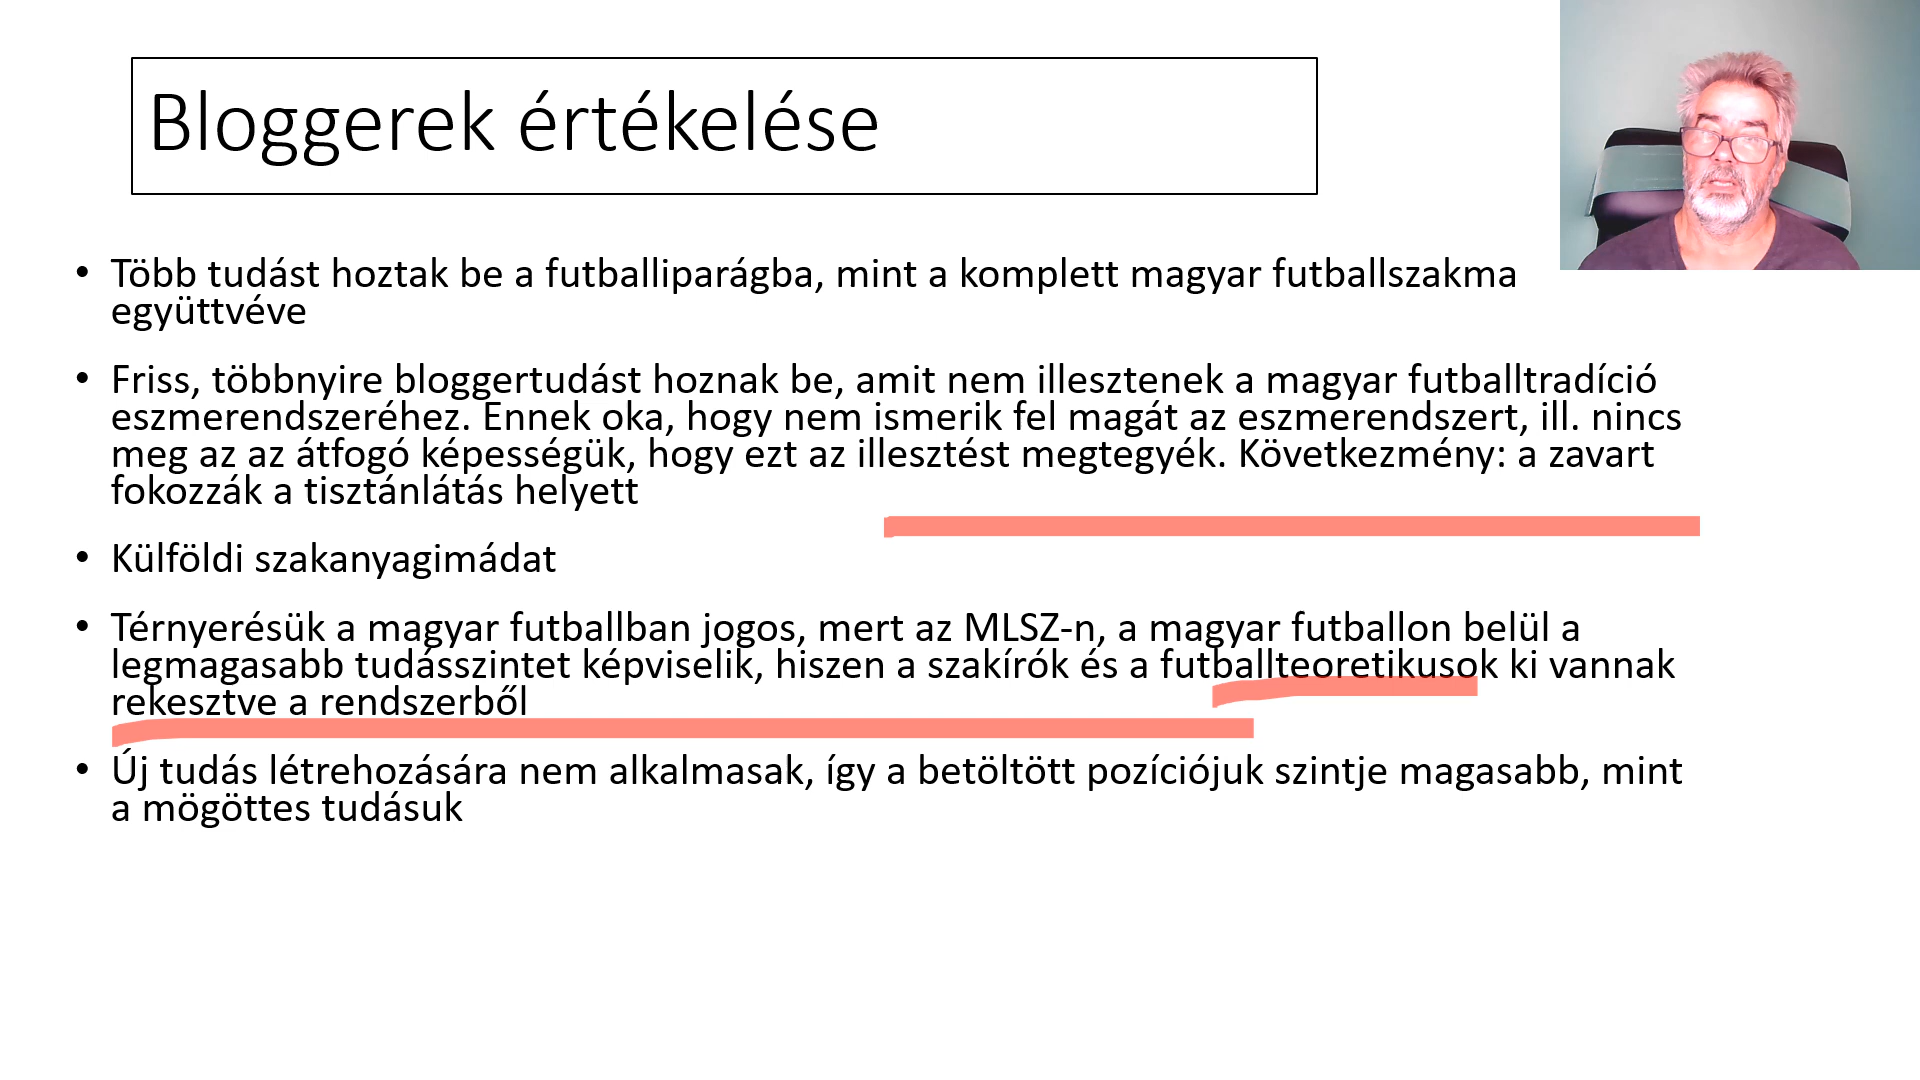 Bloggerek értékelése
• Több tudást hoztak be a futballiparágba, mint a komplett magyar futballszakma
együttvéve
• Friss, többnyire bloggertudást hoznak be, amit nem illesztenek a magyar futballtradíció
eszmerendszeréhez. Ennek oka, hogy nem ismerik fel magát az eszmerendszert, ill. nincs
meg az az átfogó képességük, hogy ezt az illesztést megtegyék. Következmény: a zavart
fokozzák a tisztánlátás helyett
• Külföldi szakanyagimádat
• Térnyerésük a magyar futballban jogos, mert az MLSZ-n, a magyar futballon belül a
legmagasabb tudásszintet képviselik, hiszen a szakírók és a futballteoretikusok ki vannak
rekesztve a rendszerből
• Új tudás létrehozására nem alkalmasak, így a betöltött pozíciójuk szintje magasabb, mint
a mögöttes tudásuk